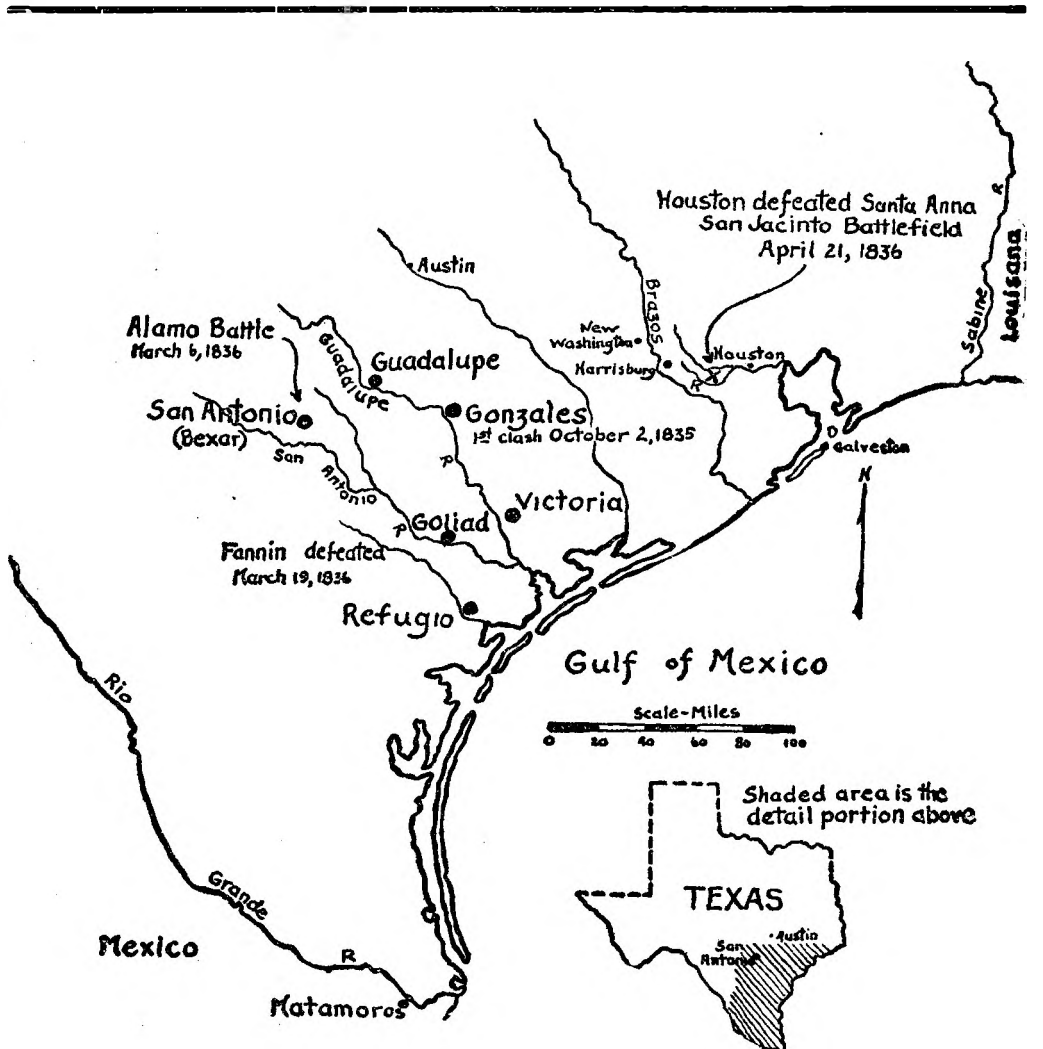 Houston defeated Santa Anna
San Jacinto Battlefield
April 21, 1836
Sabine R
Louisana
Austin
Brazos
R
New
Washington
Harrisburg
Houston
Alamo Battle
March 6, 1836
Guadalupe
Guadalupe
R
San Antonio
(Bexar)
Gonzales
1st clash October 2, 1835
San Antonio R
Galveston
N
Victoria
Goliad
Fannin defeated
March 19, 1836
Refugio
Gulf of Mexico
Scale-Miles
0 20 40 60 80 100
Rio Grande R
Mexico
Matamoros
Shaded area is the
detail portion above
TEXAS
Austin
San
Antonio